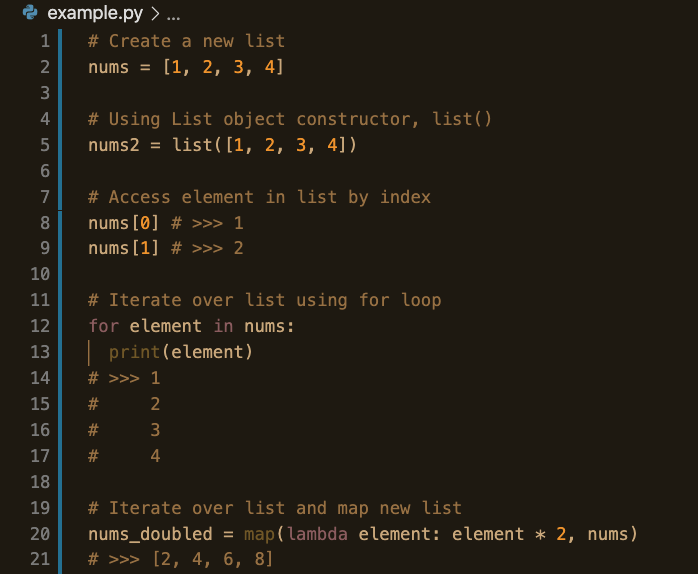 example.py > ...
1 # Create a new list
2 nums = [1, 2, 3, 4]
3
4 # Using List object constructor, list()
5 nums2 = list([1, 2, 3, 4])
6
7 # Access element in list by index
8 nums[0] # >>> 1
9 nums[1] # >>> 2
10
11 # Iterate over list using for loop
12 for element in nums:
13   print(element)
14 # >>> 1
15 #     2
16 #     3
17 #     4
18
19 # Iterate over list and map new list
20 nums_doubled = map(lambda element: element * 2, nums)
21 # >>> [2, 4, 6, 8]